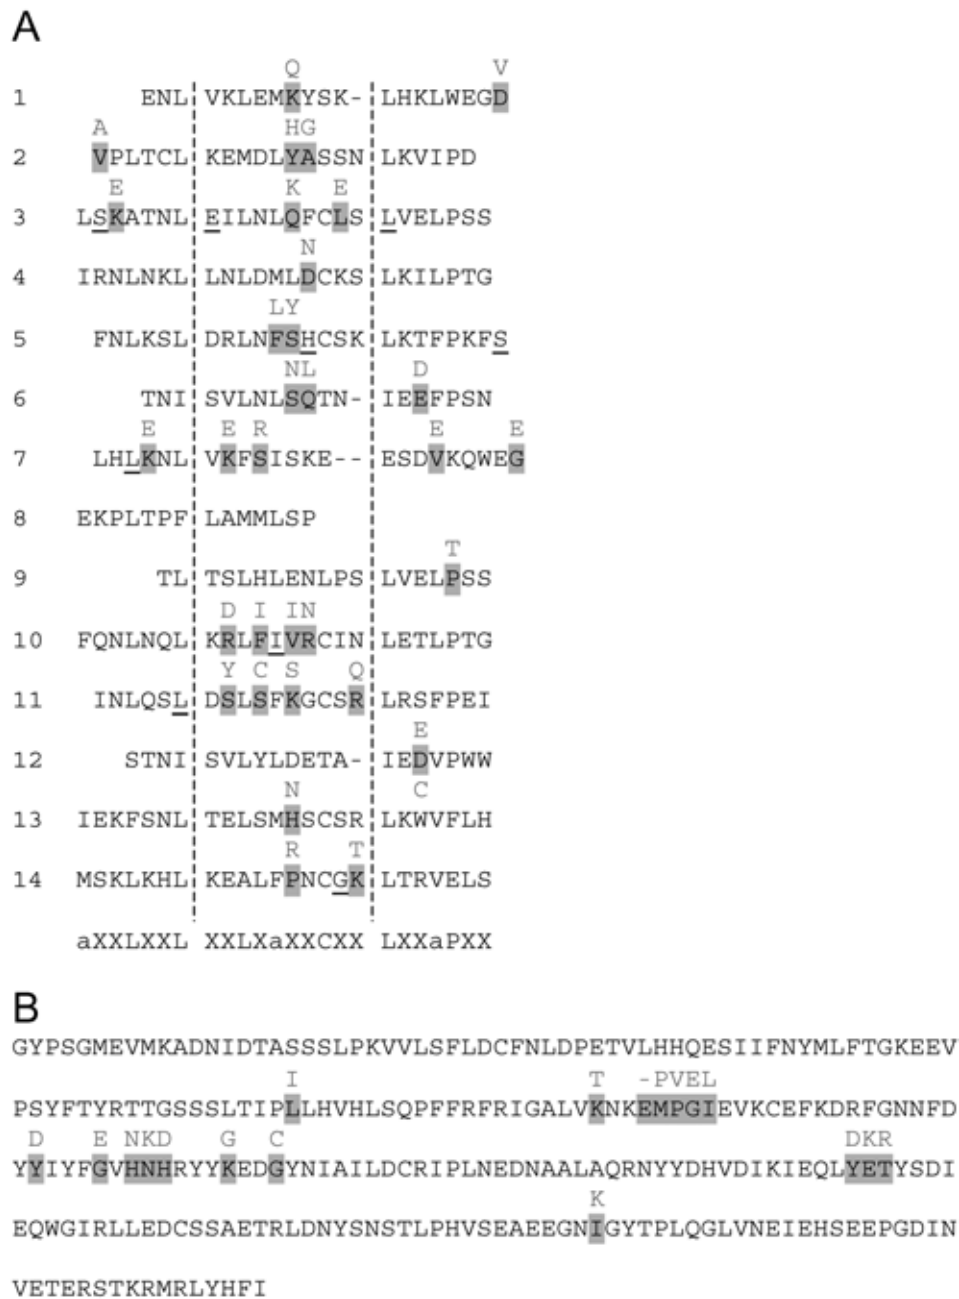 A
Q V
1 ENL VKLEMKYSK- LHKLWEGD
A HG
2 VPLTCL KEMDLYASSN LKVIPD
E K E
3 LSKATNL EILNLQFCLS LVELPSS
N
4 IRNLNKL LNLDMLDCKS LKILPTG
LY
5 FNLKSL DRLNFSHCSK LKTFPKFS
NL D
6 TNI SVLNLSQTN- IEEFPSN
E E R E E
7 LHLKNL VKFSISKE-- ESDVKQWEG
8 EKPLTPF LAMMLSP
T
9 TL TSLHLENLPS LVELPSS
D I IN
10 FQNLNQL KRLFIVRCIN LETLPTG
Y C S Q
11 INLQSL DSLSFKGCSR LRSFPEI
E
12 STNI SVLYLDETA- IEDVPWW
N C
13 IEKFSNL TELSMHSCSR LKWVFLH
R T
14 MSKLKHL KEALFPNCGK LTRVELS
aXXLXXL XXLXaXXCXX LXXaPXX
B
GYPSGMEVMKADNIDTASSSLPKVVLSFLDCFNLDPETVLHHQESIIFNYMLFTGKEEV
I T -PVEL
PSYFTYRTTGSSSLTIPLLHVHLSQPFFRFRIGALVKNKEMPGIEVKCEFKDRFGNNFD
D E NKD G C DKR
YYIYFGVHNHRYYKEDGYNIAILDCRIPLNEDNAALAQRNYYDHVDIKIEQLYETYSDI
K
EQWGIRLLEDCSSAETRLDNYSNSTLPHVSEAEEGNIGYTPLQGLVNEIEHSEEPGDIN
VETERSTKRMRLYHFI